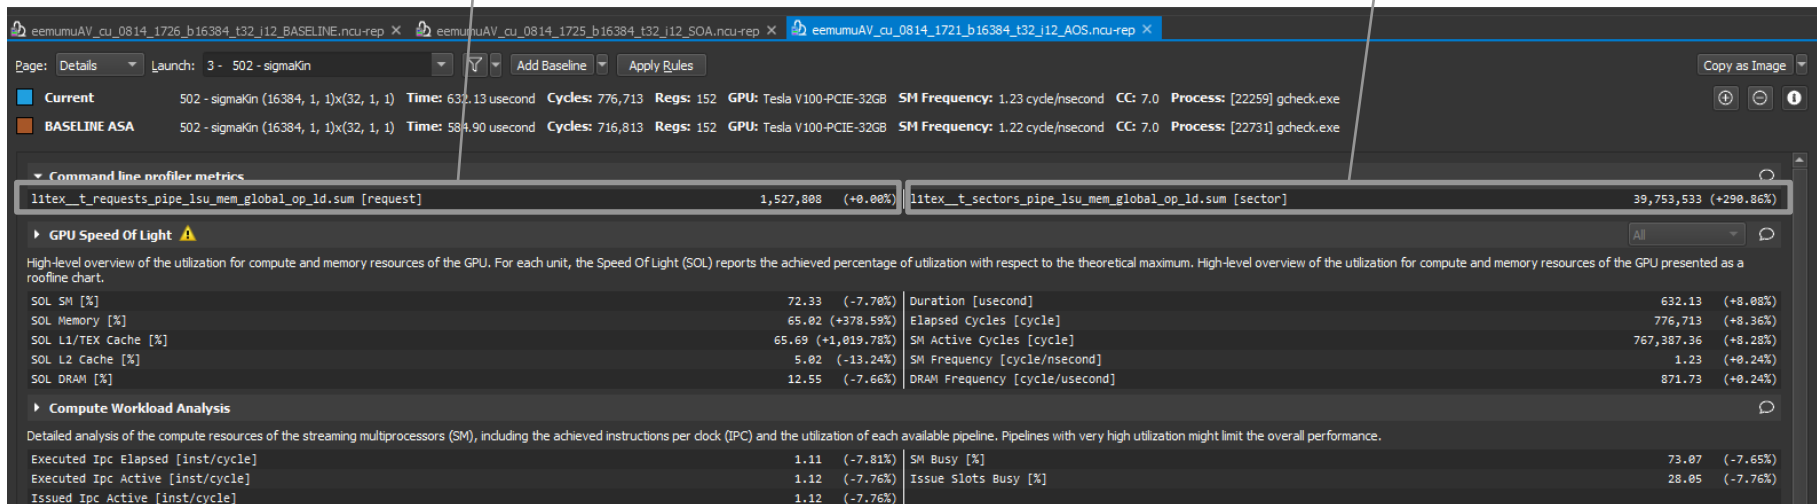 eemumuAV_cu_0814_1726_b16384_t32_i12_BASELINE.ncu-rep ✕ eemumuAV_cu_0814_1725_b16384_t32_i12_SOA.ncu-rep ✕ eemumuAV_cu_0814_1721_b16384_t32_i12_AOS.ncu-rep ✕
Page: Details Launch: 3 - 502 - sigmaKin Add Baseline Apply Rules Copy as Image
Current 502 - sigmaKin (16384, 1, 1)x(32, 1, 1) Time: 632.13 usecond Cycles: 776,713 Regs: 152 GPU: Tesla V100-PCIE-32GB SM Frequency: 1.23 cycle/nsecond CC: 7.0 Process: [22259] gcheck.exe
BASELINE ASA 502 - sigmaKin (16384, 1, 1)x(32, 1, 1) Time: 584.90 usecond Cycles: 716,813 Regs: 152 GPU: Tesla V100-PCIE-32GB SM Frequency: 1.22 cycle/nsecond CC: 7.0 Process: [22731] gcheck.exe
Command line profiler metrics
l1tex__t_requests_pipe_lsu_mem_global_op_ld.sum [request] 1,527,808 (+0.00%) l1tex__t_sectors_pipe_lsu_mem_global_op_ld.sum [sector] 39,753,533 (+290.86%)
GPU Speed Of Light All
High-level overview of the utilization for compute and memory resources of the GPU. For each unit, the Speed Of Light (SOL) reports the achieved percentage of utilization with respect to the theoretical maximum. High-level overview of the utilization for compute and memory resources of the GPU presented as a
roofline chart.
SOL SM [%] 72.33 (-7.70%) Duration [usecond] 632.13 (+8.08%)
SOL Memory [%] 65.02 (+378.59%) Elapsed Cycles [cycle] 776,713 (+8.36%)
SOL L1/TEX Cache [%] 65.69 (+1,019.78%) SM Active Cycles [cycle] 767,387.36 (+8.28%)
SOL L2 Cache [%] 5.02 (-13.24%) SM Frequency [cycle/nsecond] 1.23 (+0.24%)
SOL DRAM [%] 12.55 (-7.66%) DRAM Frequency [cycle/usecond] 871.73 (+0.24%)
Compute Workload Analysis
Detailed analysis of the compute resources of the streaming multiprocessors (SM), including the achieved instructions per clock (IPC) and the utilization of each available pipeline. Pipelines with very high utilization might limit the overall performance.
Executed Ipc Elapsed [inst/cycle] 1.11 (-7.81%) SM Busy [%] 73.07 (-7.65%)
Executed Ipc Active [inst/cycle] 1.12 (-7.76%) Issue Slots Busy [%] 28.05 (-7.76%)
Issued Ipc Active [inst/cycle] 1.12 (-7.76%)